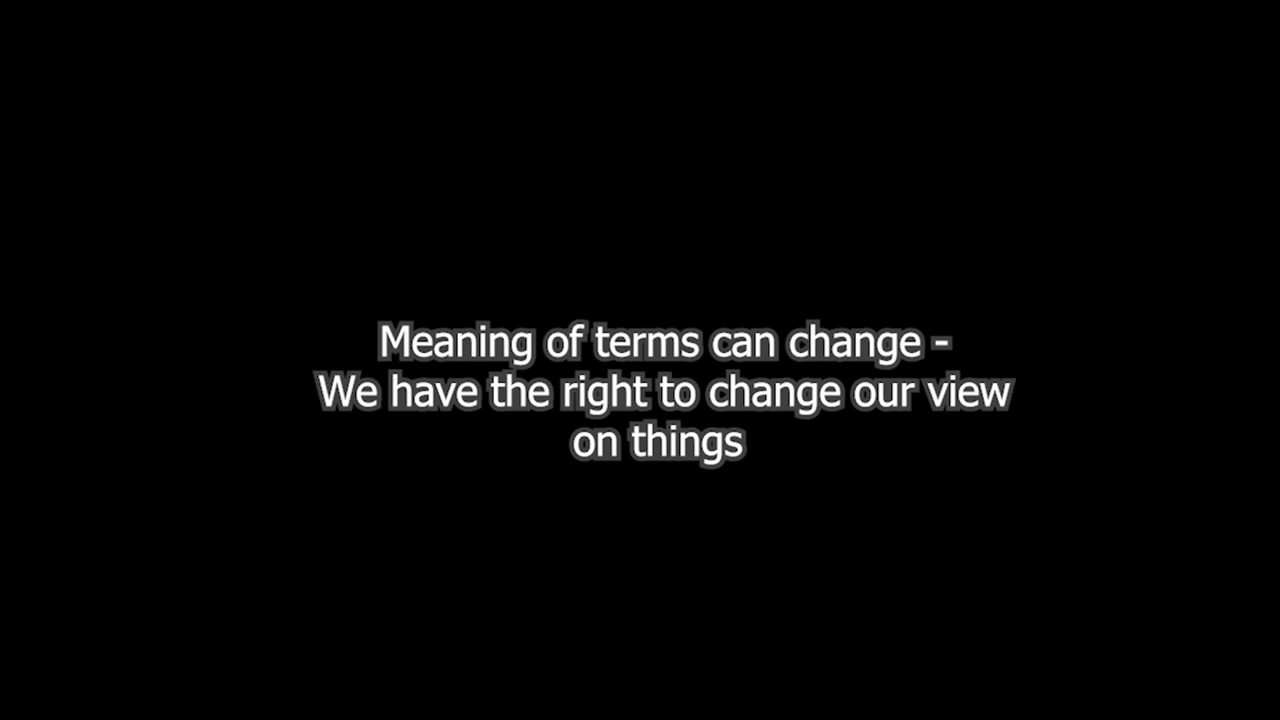 Meaning of terms can change -
We have the right to change our view
on things